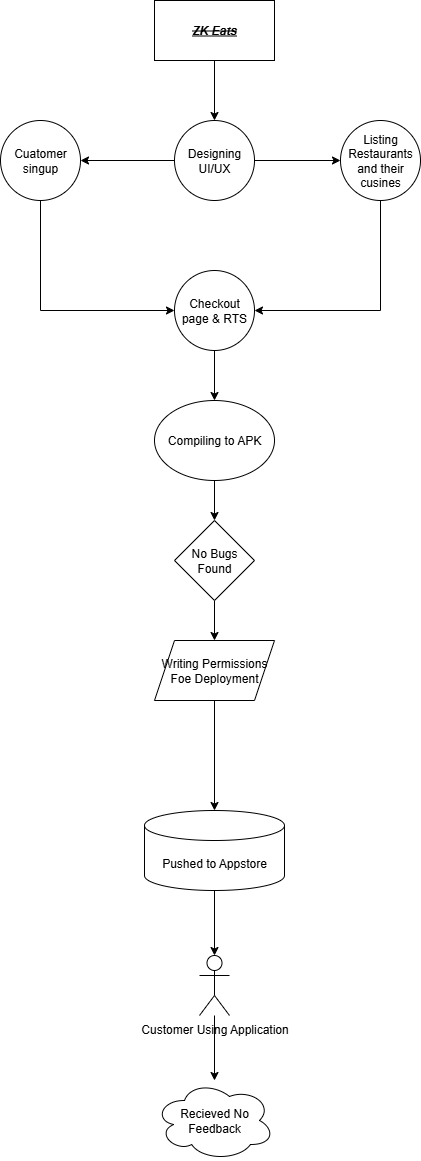 ZK Eats
Cuatomer
singup
Designing
UI/UX
Listing
Restaurants
and their
cusines
Checkout
page & RTS
Compiling to APK
No Bugs
Found
Writing Permissions
Foe Deployment
Pushed to Appstore
Customer Using Application
Recieved No
Feedback